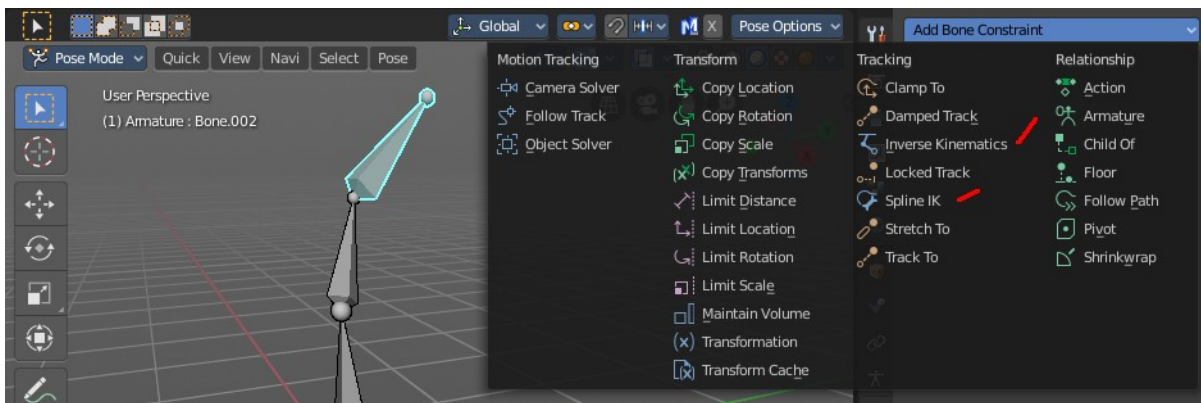 Global
X
Pose Options
Add Bone Constraint
Pose Mode
Quick
View
Navi
Select
Pose
User Perspective
(1) Armature : Bone.002
Motion Tracking
Camera Solver
Follow Track
Object Solver
Transform
Copy Location
Copy Rotation
Copy Scale
Copy Transforms
Limit Distance
Limit Location
Limit Rotation
Limit Scale
Maintain Volume
Transformation
Transform Cache
Tracking
Clamp To
Damped Track
Inverse Kinematics
Locked Track
Spline IK
Stretch To
Track To
Relationship
Action
Armature
Child Of
Floor
Follow Path
Pivot
Shrinkwrap